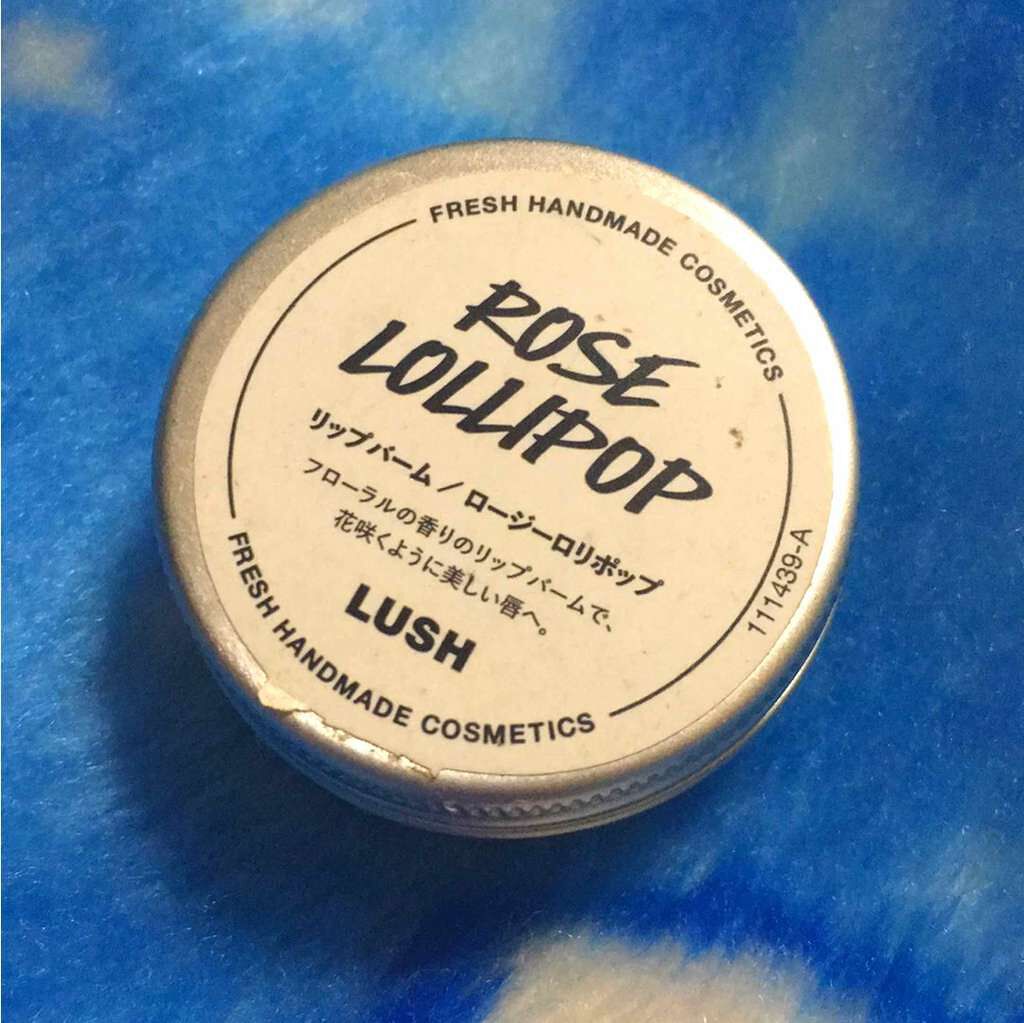 FRESH HANDMADE COSMETICS
ROSE
LOLLIPOP
リップバーム / ロージーロリポップ
フローラルの香りのリップバームで、
花咲くように美しい唇へ。
LUSH
111439-A
FRESH HANDMADE COSMETICS